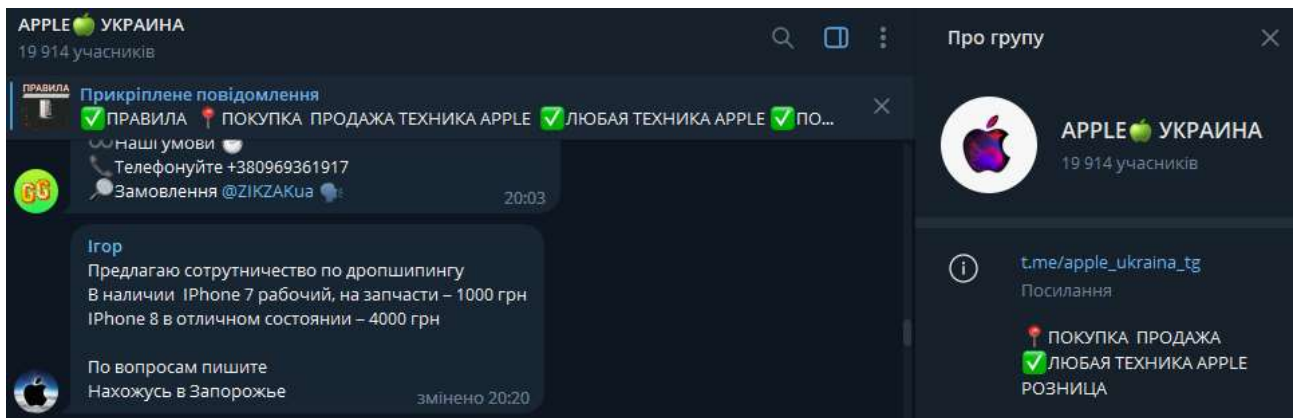 APPLE🍏 УКРАИНА
19 914 учасників
ПРАВИЛА
Прикріплене повідомлення
✅ПРАВИЛА 📍ПОКУПКА ПРОДАЖА ТЕХНИКА APPLE ✅ЛЮБАЯ ТЕХНИКА APPLE ✅ПО...
Наші умови
📞Телефонуйте +380969361917
🔎Замовлення @ZIKZAKua 🗣
20:03
GG
Ігор
Предлагаю сотрутничество по дропшипингу
В наличии IPhone 7 рабочий, на запчасти – 1000 грн
IPhone 8 в отличном состоянии – 4000 грн
По вопросам пишите
Нахожусь в Запорожье
змінено 20:20
Про групу
APPLE🍏 УКРАИНА
19 914 учасників
t.me/apple_ukraina_tg
Посилання
📍ПОКУПКА ПРОДАЖА
✅ЛЮБАЯ ТЕХНИКА APPLE
РОЗНИЦА